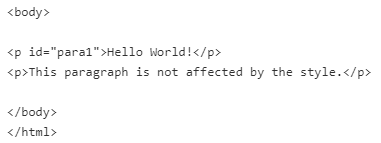 <body>
<p id="para1">Hello World!</p>
<p>This paragraph is not affected by the style.</p>
</body>
</html>